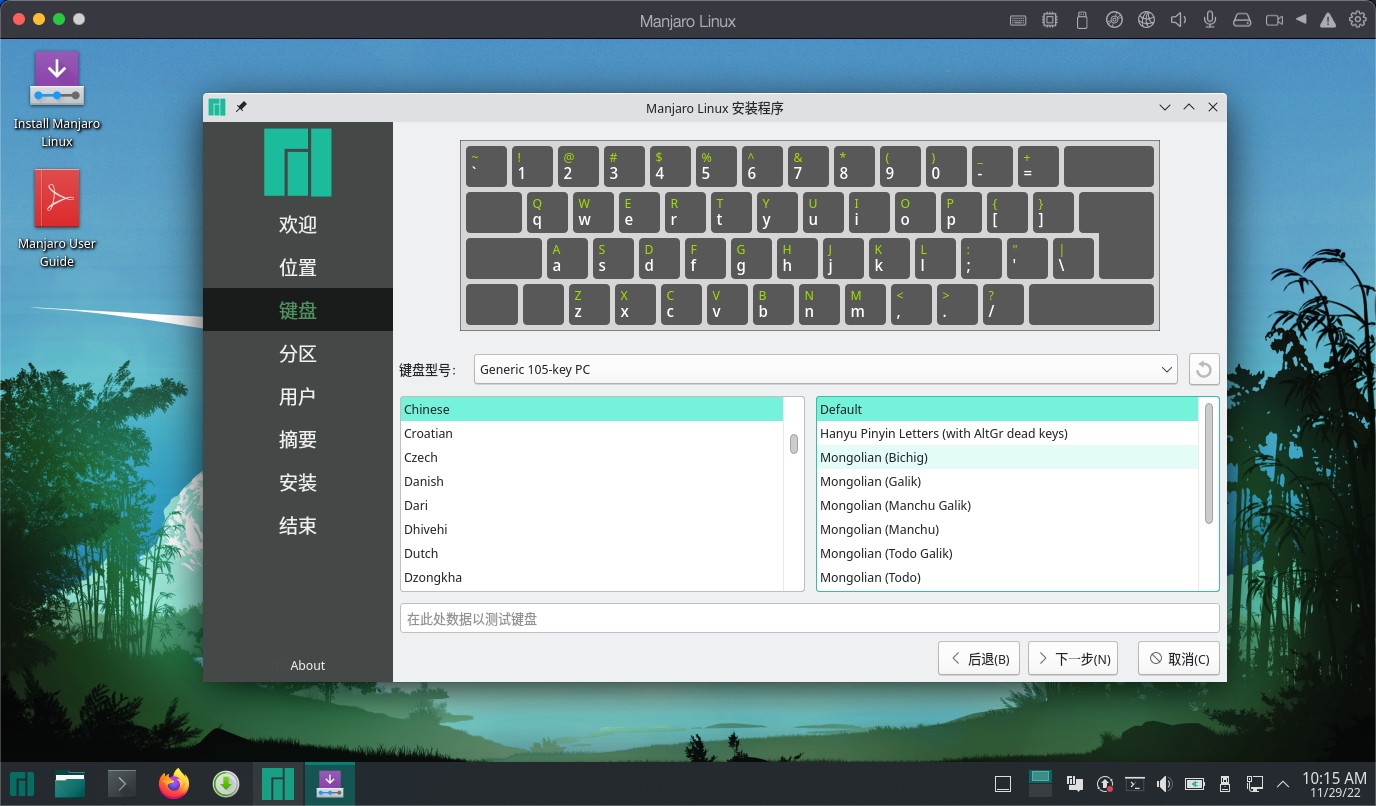 Manjaro Linux
Install Manjaro
Linux
Manjaro User
Guide
Manjaro Linux 安装程序
欢迎
位置
键盘
分区
用户
摘要
安装
结束
About
~ ! @ # $ % ^ & * ( ) _ +
` 1 2 3 4 5 6 7 8 9 0 - =
Q W E R T Y U I O P { }
q w e r t y u i o p [ ]
A S D F G H J K L : " |
a s d f g h j k l ; ' \
Z X C V B N M < > ?
z x c v b n m , . /
键盘型号： Generic 105-key PC
Chinese
Croatian
Czech
Danish
Dari
Dhivehi
Dutch
Dzongkha
Default
Hanyu Pinyin Letters (with AltGr dead keys)
Mongolian (Bichig)
Mongolian (Galik)
Mongolian (Manchu Galik)
Mongolian (Manchu)
Mongolian (Todo Galik)
Mongolian (Todo)
在此处数据以测试键盘
后退(B) 下一步(N) 取消(C)
10:15 AM
11/29/22